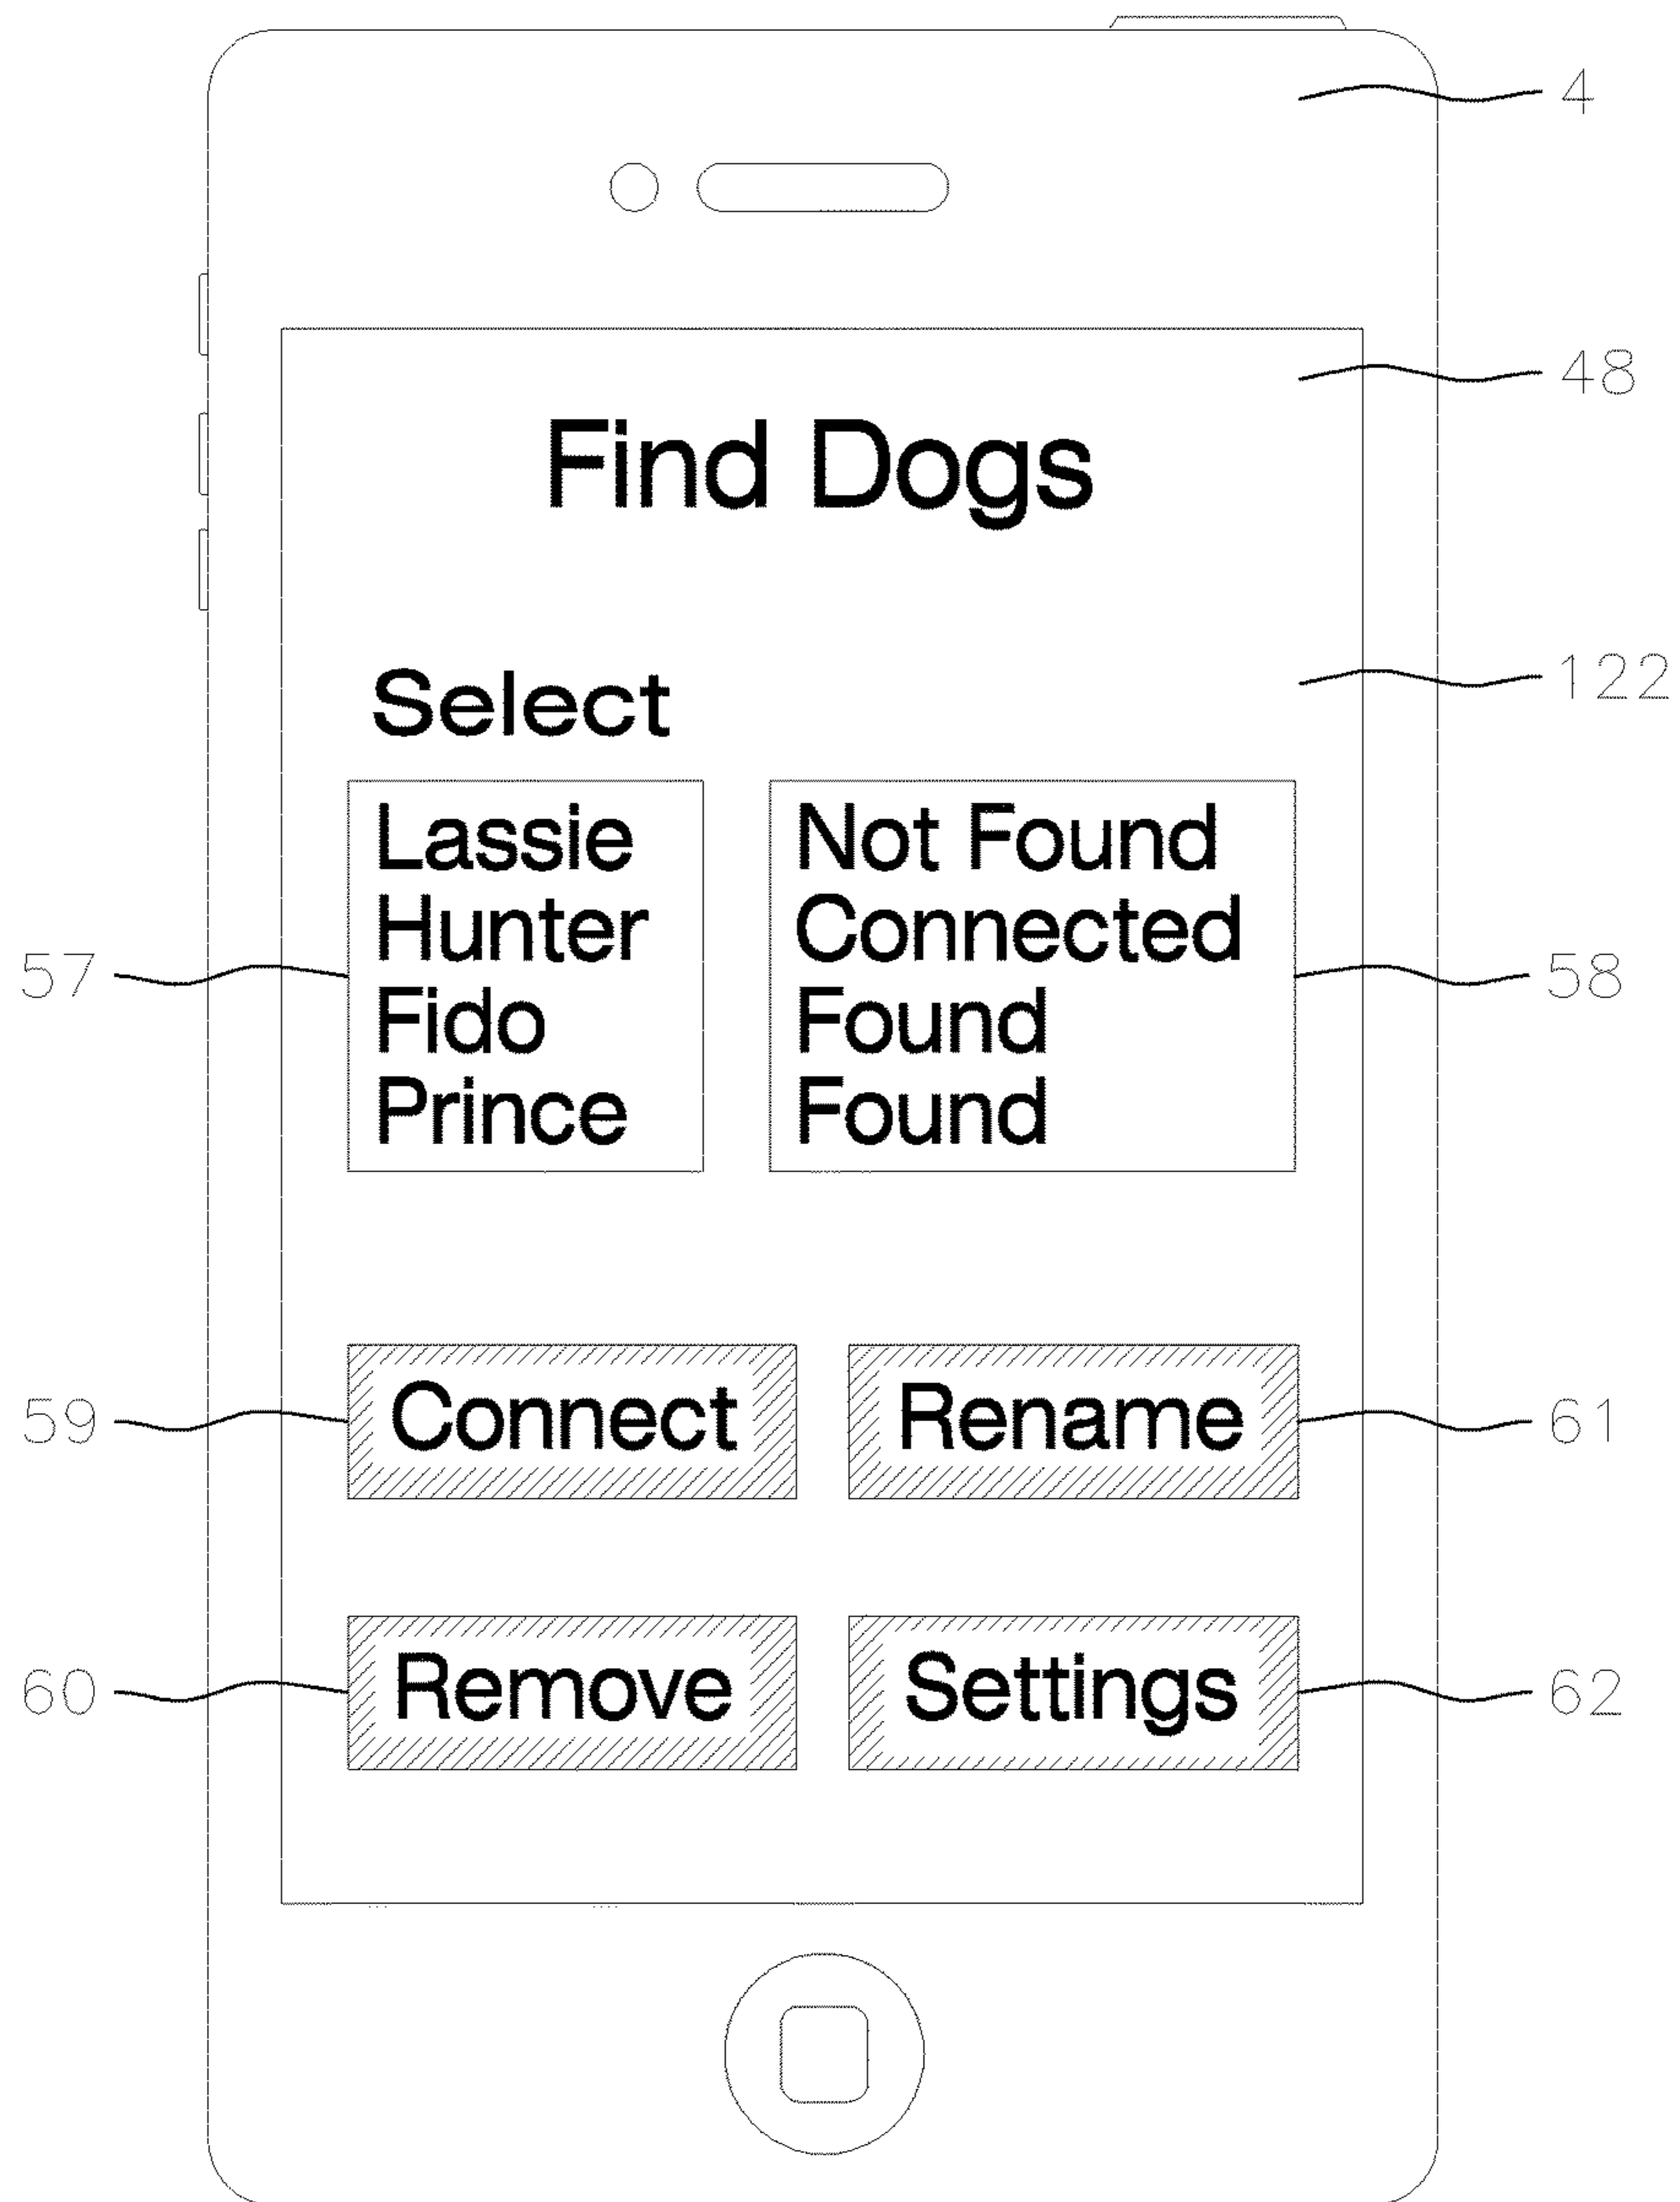 4
48
Find Dogs
122
Select
Lassie Not Found
Hunter Connected
57 58
Fido Found
Prince Found
59 Connect Rename 61
60 Remove Settings 62